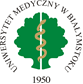 UNIWERSYTET MEDYCZNY W BIAŁYMSTOKU
1950